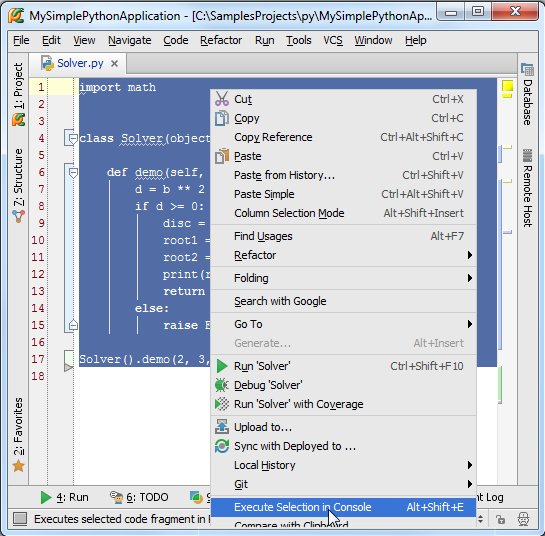 MySimplePythonApplication - [C:\SamplesProjects\py\MySimplePythonAp...
File Edit View Navigate Code Refactor Run Tools VCS Window Help
Solver.py
1: Project
7: Structure
2: Favorites
1 import math
2
3
4 class Solver(object
5
6 def demo(self,
7 d = b ** 2
8 if d >= 0:
9 disc =
10 root1 =
11 root2 =
12 print(r
13 return
14 else:
15 raise E
16
17 Solver().demo(2, 3,
18
Cut Ctrl+X
Copy Ctrl+C
Copy Reference Ctrl+Alt+Shift+C
Paste Ctrl+V
Paste from History... Ctrl+Shift+V
Paste Simple Ctrl+Alt+Shift+V
Column Selection Mode Alt+Shift+Insert
Find Usages Alt+F7
Refactor
Folding
Search with Google
Go To
Generate... Alt+Insert
Run 'Solver' Ctrl+Shift+F10
Debug 'Solver'
Run 'Solver' with Coverage
Upload to...
Sync with Deployed to ...
Local History
Git
Execute Selection in Console Alt+Shift+E
Compare with Clipboard
Database
Remote Host
4: Run 6: TODO nt Log
Executes selected code fragment in